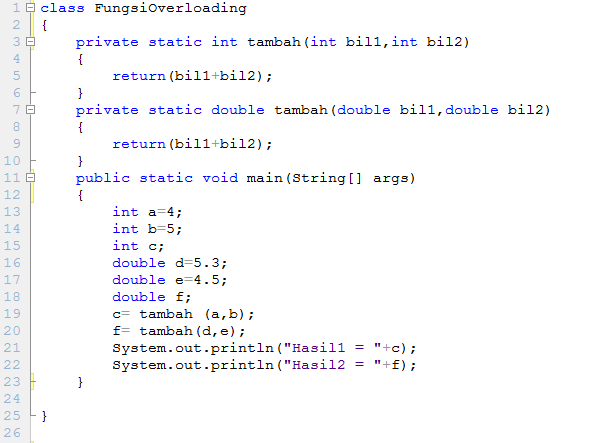 1 class FungsiOverloading
2 {
3     private static int tambah(int bil1,int bil2)
4     {
5         return(bil1+bil2);
6     }
7     private static double tambah(double bil1,double bil2)
8     {
9         return(bil1+bil2);
10     }
11     public static void main(String[] args)
12     {
13         int a=4;
14         int b=5;
15         int c;
16         double d=5.3;
17         double e=4.5;
18         double f;
19         c= tambah (a,b);
20         f= tambah(d,e);
21         System.out.println("Hasil1 = "+c);
22         System.out.println("Hasil2 = "+f);
23     }
24
25 }
26